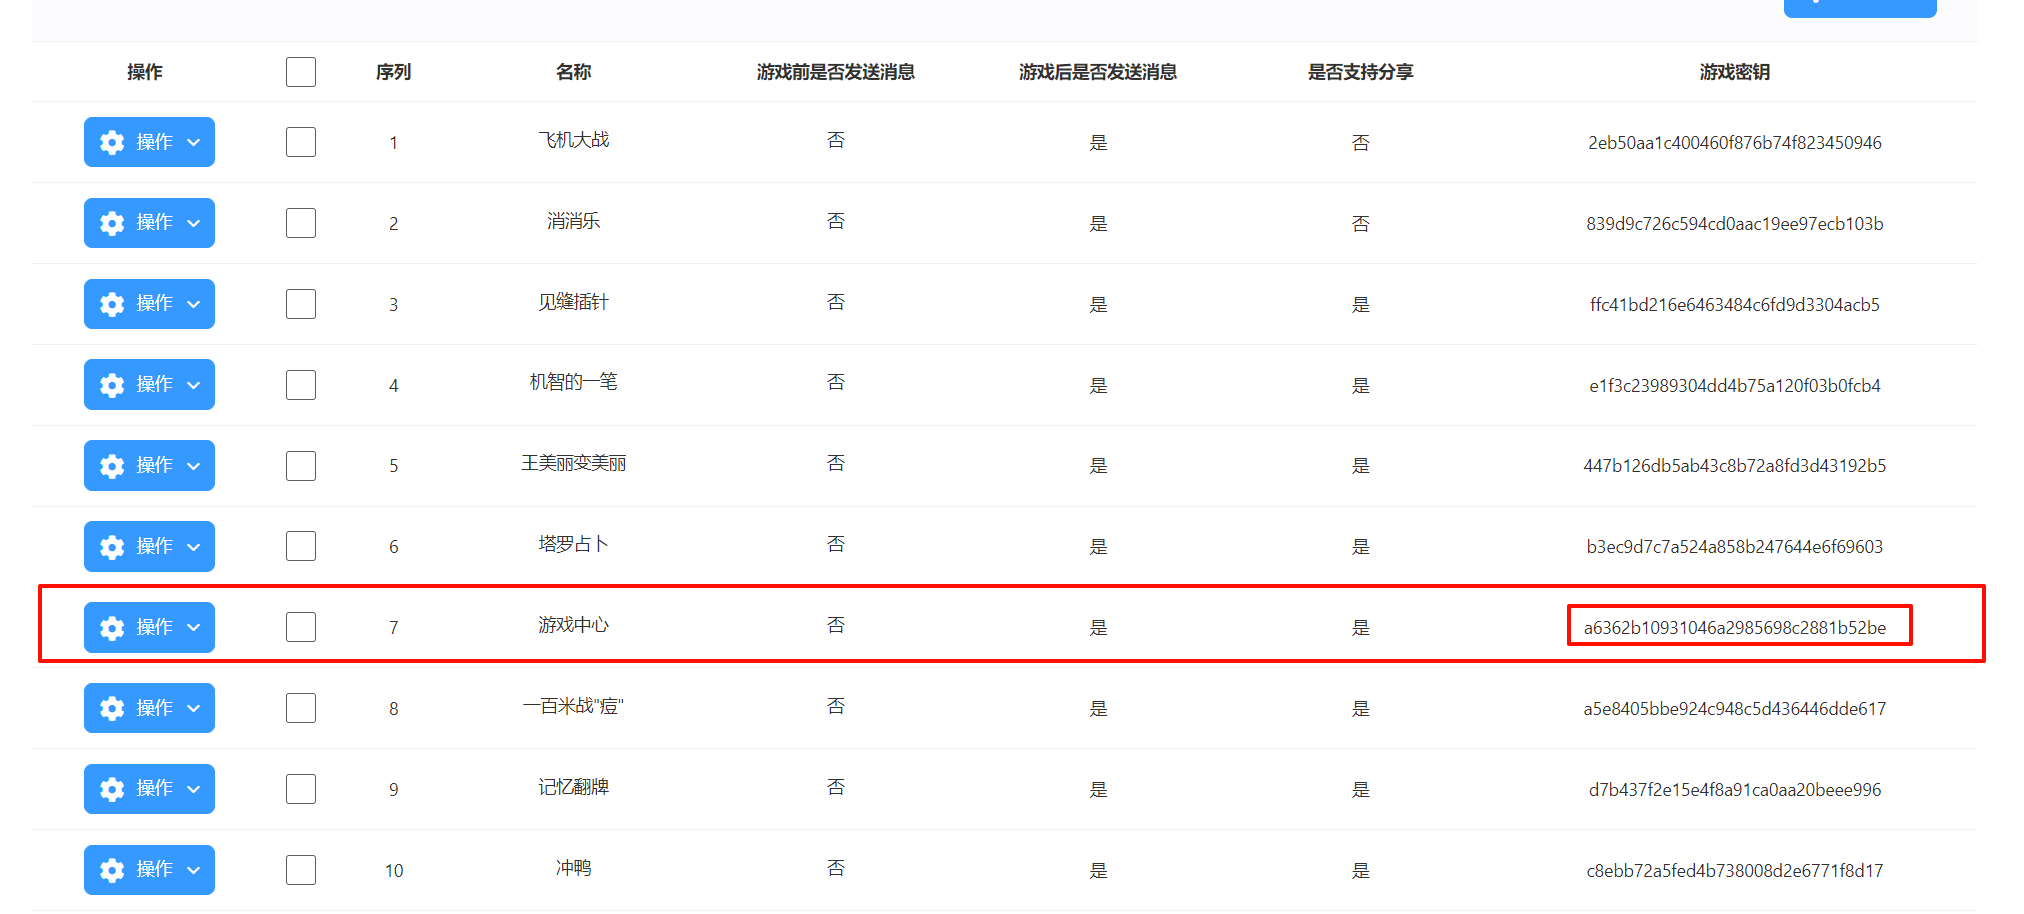 操作 序列 名称 游戏前是否发送消息 游戏后是否发送消息 是否支持分享 游戏密钥
操作 1 飞机大战 否 是 否 2eb50aa1c400460f876b74f823450946
操作 2 消消乐 否 是 否 839d9c726c594cd0aac19ee97ecb103b
操作 3 见缝插针 否 是 是 ffc41bd216e6463484c6fd9d3304acb5
操作 4 机智的一笔 否 是 是 e1f3c23989304dd4b75a120f03b0fcb4
操作 5 王美丽变美丽 否 是 是 447b126db5ab43c8b72a8fd3d43192b5
操作 6 塔罗占卜 否 是 是 b3ec9d7c7a524a858b247644e6f69603
操作 7 游戏中心 否 是 是 a6362b10931046a2985698c2881b52be
操作 8 一百米战"痘" 否 是 是 a5e8405bbe924c948c5d436446dde617
操作 9 记忆翻牌 否 是 是 d7b437f2e15e4f8a91ca0aa20beee996
操作 10 冲鸭 否 是 是 c8ebb72a5fed4b738008d2e6771f8d17